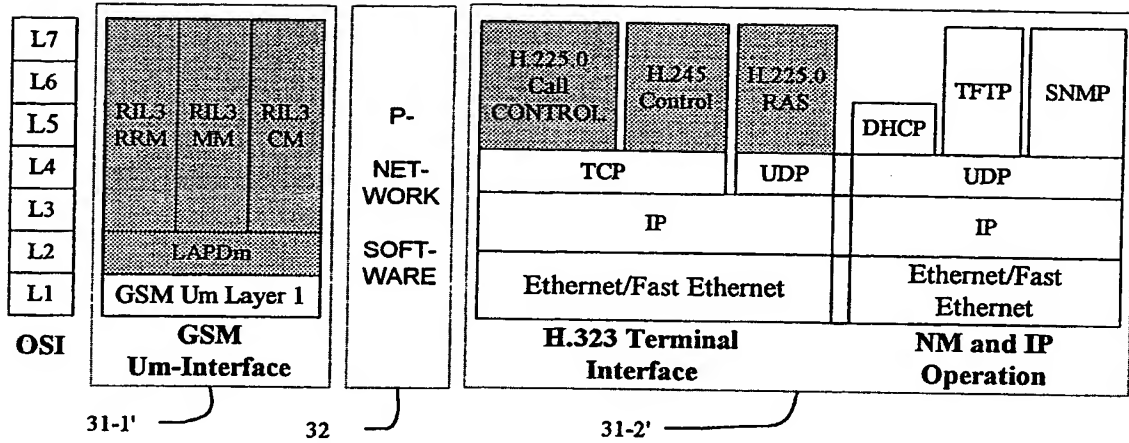 L7
L6
L5
L4
L3
L2
L1
OSI
RIL3
RRM
RIL3
MM
RIL3
CM
LAPDm
GSM Um Layer 1
GSM
Um-Interface
P-
NET-
WORK
SOFT-
WARE
H.225.0
Call
CONTROL
H.245
Control
H.225.0
RAS
TCP
UDP
IP
Ethernet/Fast Ethernet
H.323 Terminal
Interface
DHCP
TFTP
SNMP
UDP
IP
Ethernet/Fast
Ethernet
NM and IP
Operation
31-1'
32
31-2'